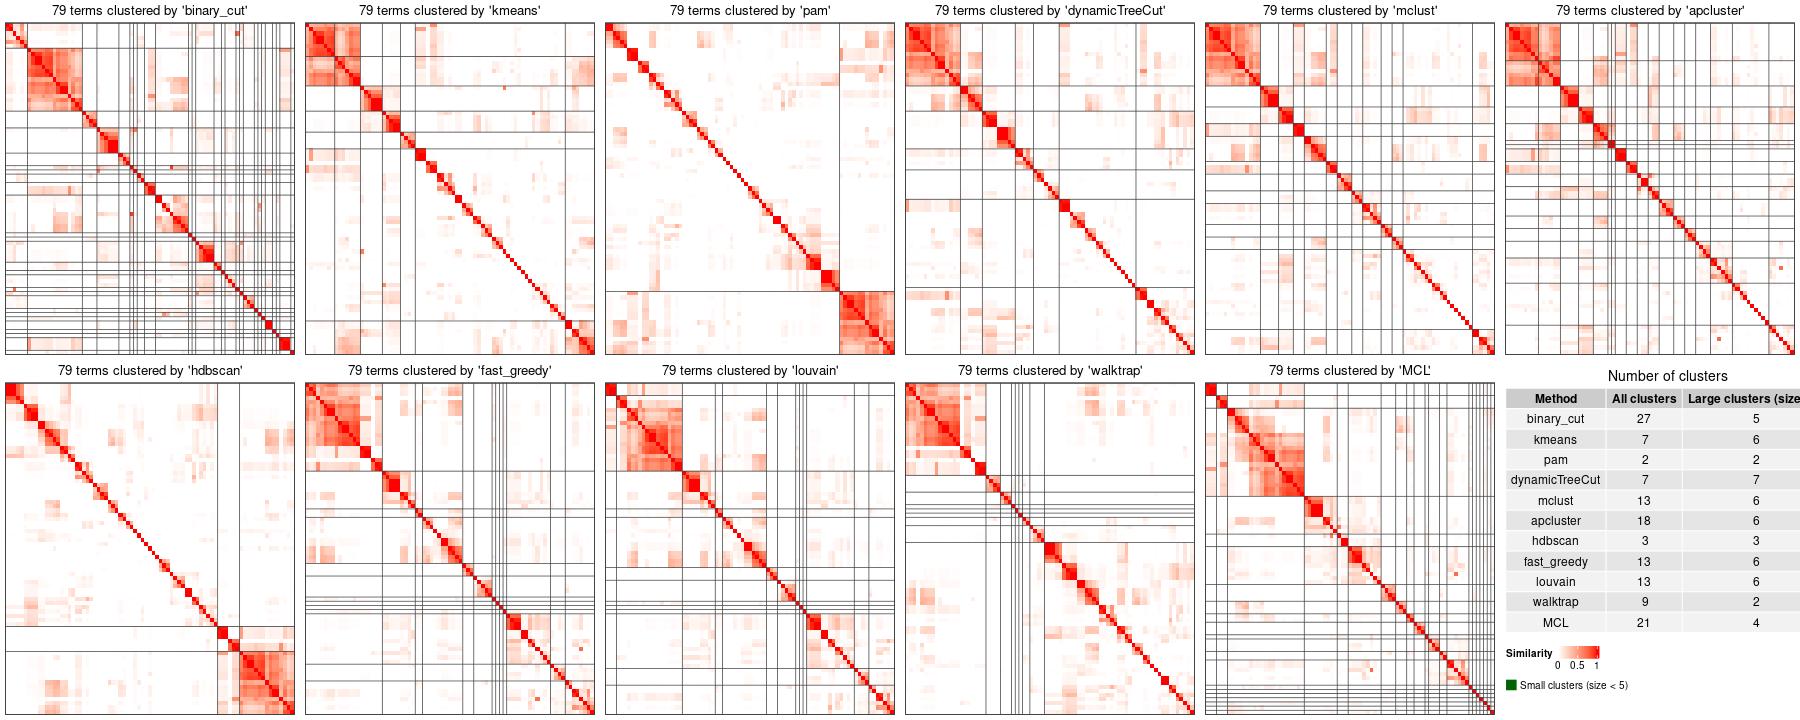 79 terms clustered by 'binary_cut'
79 terms clustered by 'kmeans'
79 terms clustered by 'pam'
79 terms clustered by 'dynamicTreeCut'
79 terms clustered by 'mclust'
79 terms clustered by 'apcluster'
79 terms clustered by 'hdbscan'
79 terms clustered by 'fast_greedy'
79 terms clustered by 'louvain'
79 terms clustered by 'walktrap'
79 terms clustered by 'MCL'
Number of clusters
Method All clusters Large clusters (size
binary_cut 27 5
kmeans 7 6
pam 2 2
dynamicTreeCut 7 7
mclust 13 6
apcluster 18 6
hdbscan 3 3
fast_greedy 13 6
louvain 13 6
walktrap 9 2
MCL 21 4
Similarity
0 0.5 1
Small clusters (size < 5)